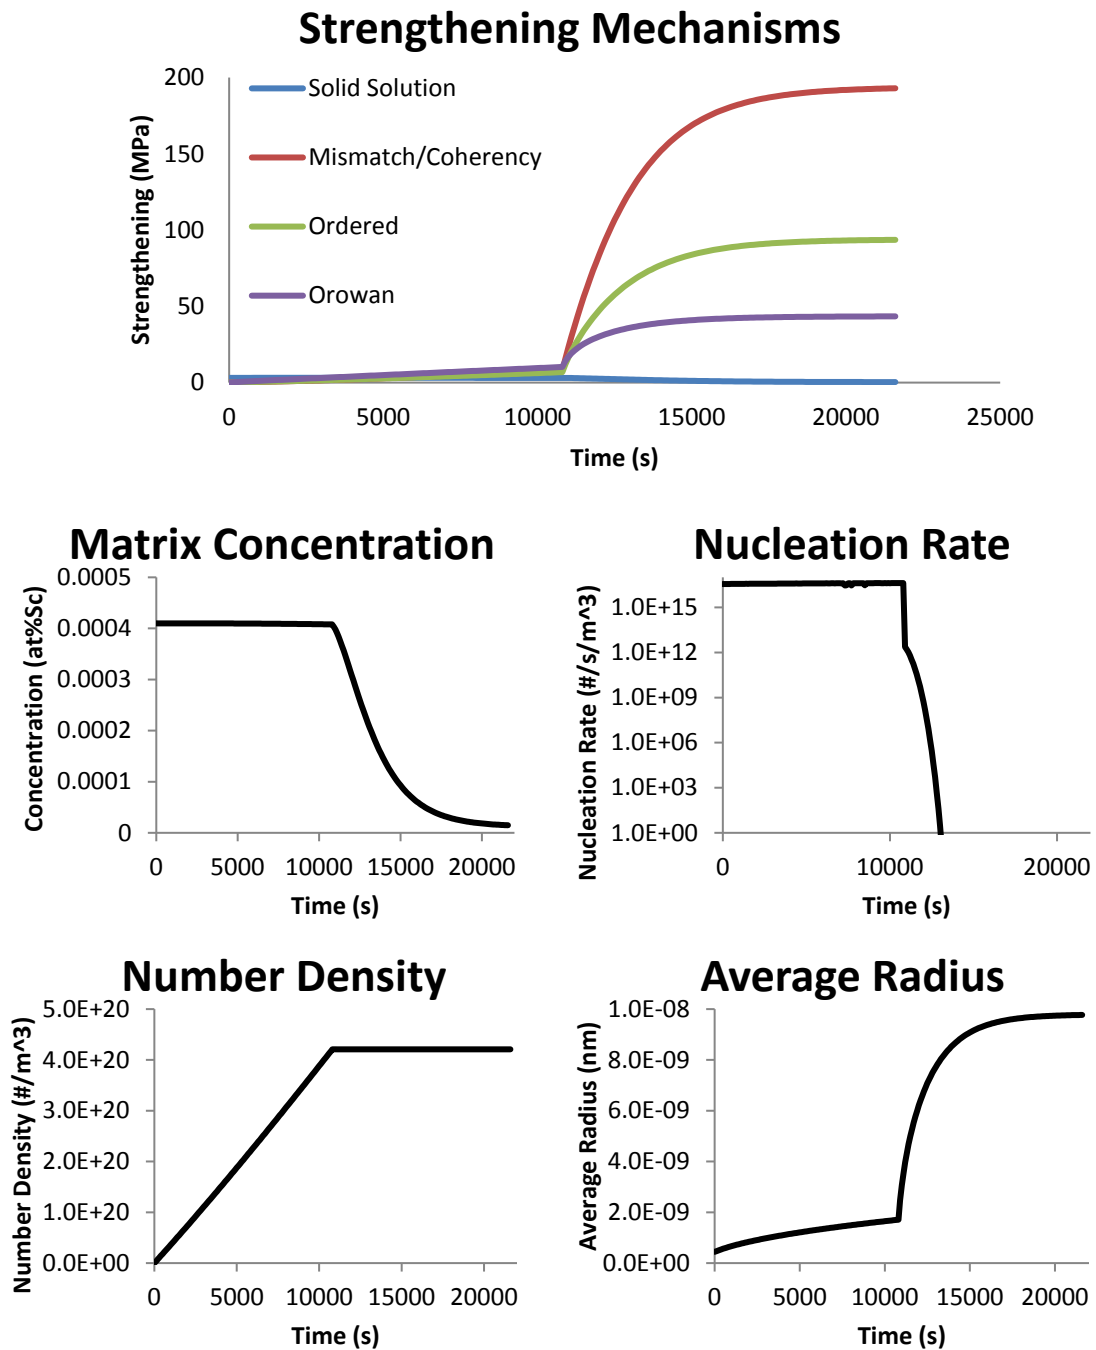 Strengthening Mechanisms
Strengthening (MPa)
200
150
100
50
0
Solid Solution
Mismatch/Coherency
Ordered
Orowan
0 5000 10000 15000 20000 25000
Time (s)
Matrix Concentration
Concentration (at%Sc)
0.0005
0.0004
0.0003
0.0002
0.0001
0
0 5000 10000 15000 20000
Time (s)
Nucleation Rate
Nucleation Rate (#/s/m^3)
1.0E+15
1.0E+12
1.0E+09
1.0E+06
1.0E+03
1.0E+00
0 10000 20000
Time (s)
Number Density
Number Density (#/m^3)
5.0E+20
4.0E+20
3.0E+20
2.0E+20
1.0E+20
0.0E+00
0 5000 10000 15000 20000
Time (s)
Average Radius
Average Radius (nm)
1.0E-08
8.0E-09
6.0E-09
4.0E-09
2.0E-09
0.0E+00
0 5000 10000 15000 20000
Time (s)